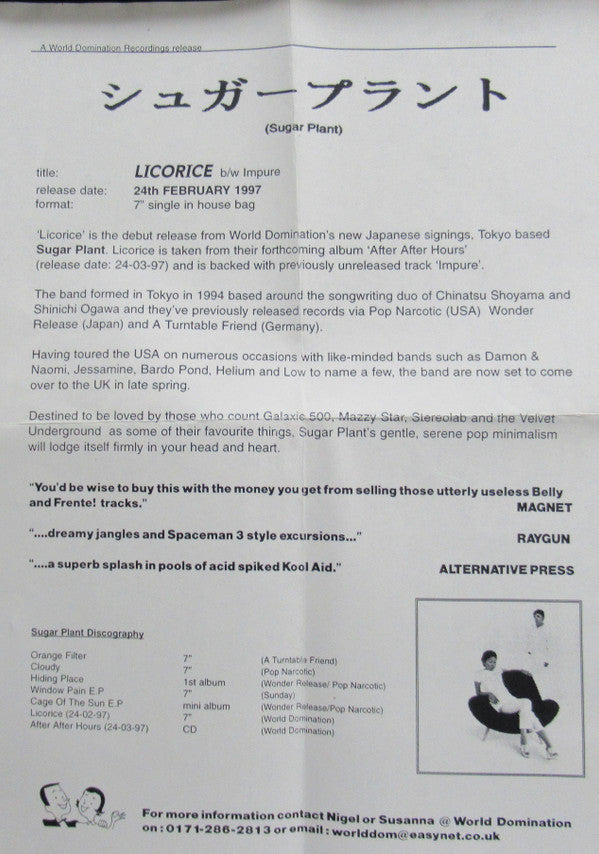 A World Domination Recordings release
シュガープラント
(Sugar Plant)
title: LICORICE b/w Impure
release date: 24th FEBRUARY 1997
format: 7" single in house bag
'Licorice' is the debut release from World Domination's new Japanese signings, Tokyo based
Sugar Plant. Licorice is taken from their forthcoming album 'After After Hours'
(release date: 24-03-97) and is backed with previously unreleased track 'Impure'.
The band formed in Tokyo in 1994 based around the songwriting duo of Chinatsu Shoyama and
Shinichi Ogawa and they've previously released records via Pop Narcotic (USA) Wonder
Release (Japan) and A Turntable Friend (Germany).
Having toured the USA on numerous occasions with like-minded bands such as Damon &
Naomi, Jessamine, Bardo Pond, Helium and Low to name a few, the band are now set to come
over to the UK in late spring.
Destined to be loved by those who count Galaxie 500, Mazzy Star, Stereolab and the Velvet
Underground as some of their favourite things, Sugar Plant's gentle, serene pop minimalism
will lodge itself firmly in your head and heart.
"You'd be wise to buy this with the money you get from selling those utterly useless Belly
and Frente! tracks." MAGNET
"....dreamy jangles and Spaceman 3 style excursions..." RAYGUN
"....a superb splash in pools of acid spiked Kool Aid." ALTERNATIVE PRESS
Sugar Plant Discography
Orange Filter 7" (A Turntable Friend)
Cloudy 7" (Pop Narcotic)
Hiding Place 1st album (Wonder Release/ Pop Narcotic)
Window Pain E.P 7" (Sunday)
Cage Of The Sun E.P mini album (Wonder Release/Pop Narcotic)
Licorice (24-02-97) 7" (World Domination)
After After Hours (24-03-97) CD (World Domination)
For more information contact Nigel or Susanna @ World Domination
on : 0171-286-2813 or email : worlddom@easynet.co.uk